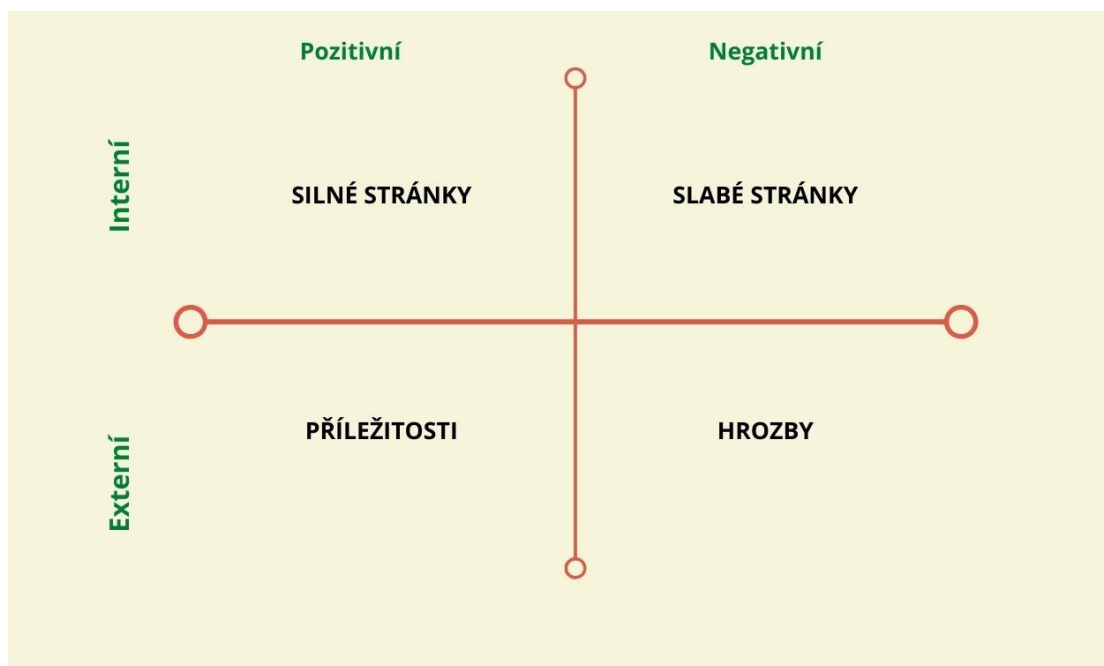 Pozitivní
Negativní
Interní
SILNÉ STRÁNKY
SLABÉ STRÁNKY
Externí
PŘÍLEŽITOSTI
HROZBY